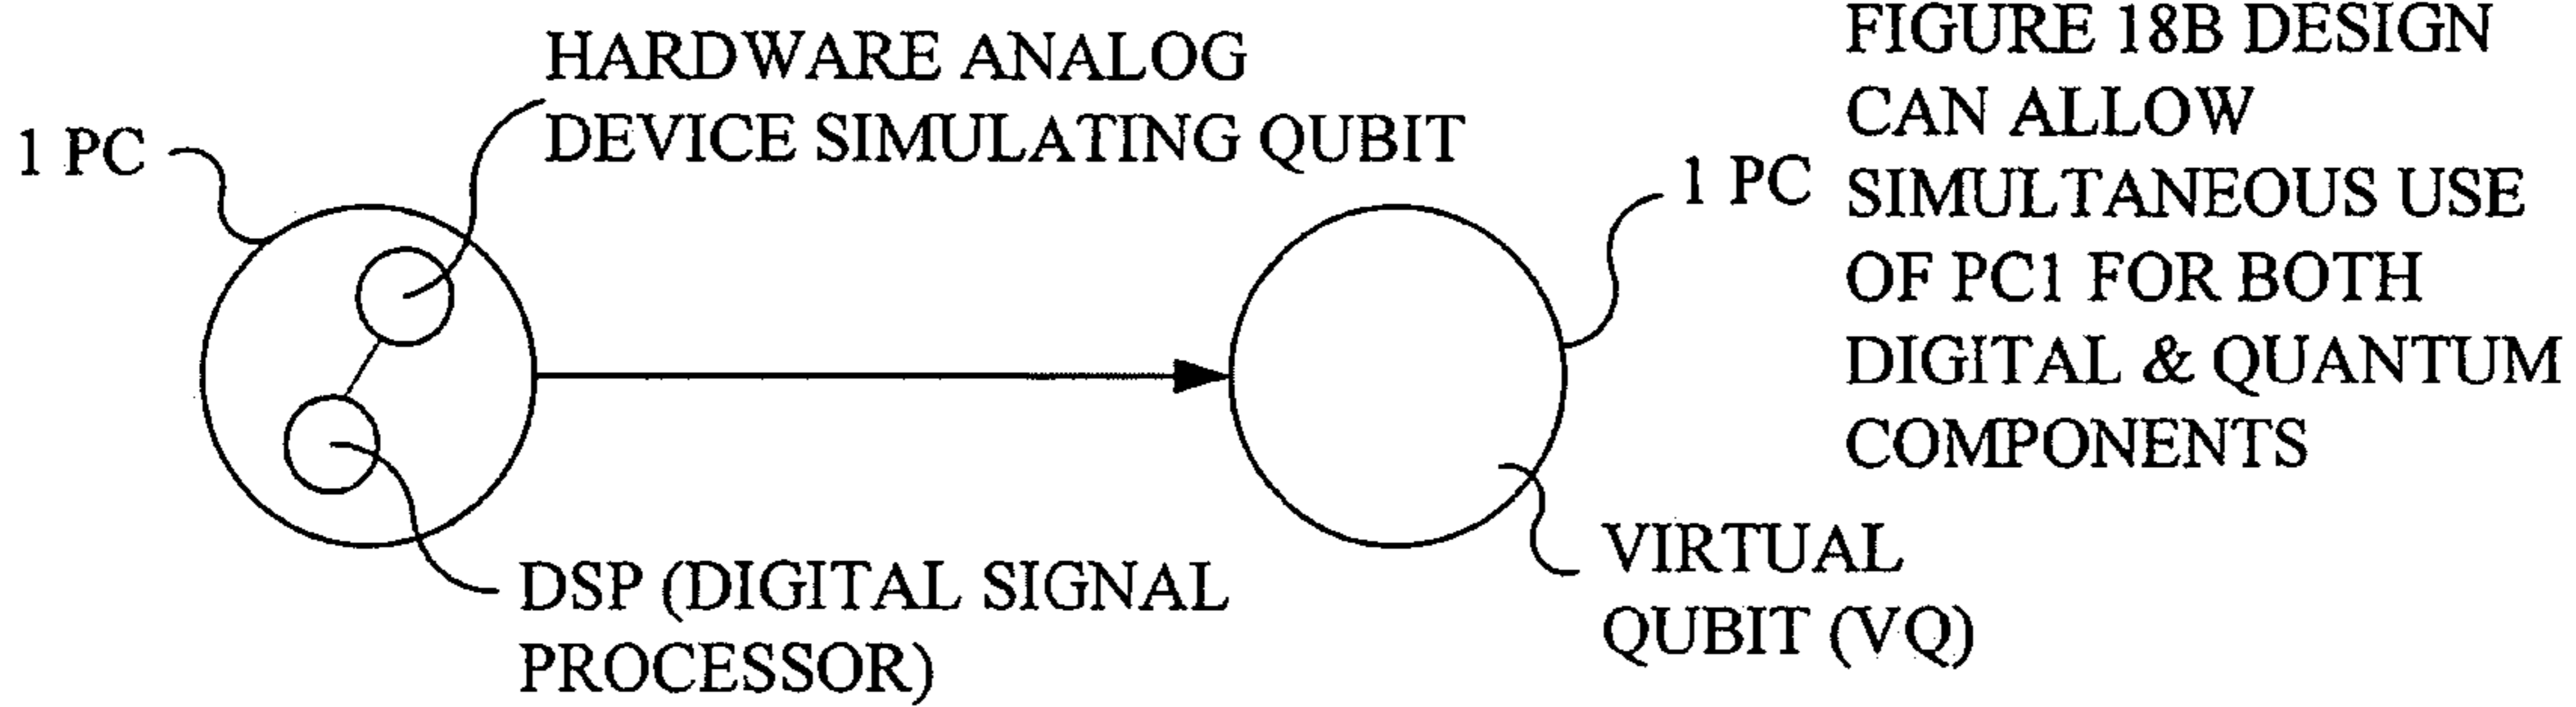 1 PC
HARDWARE ANALOG
DEVICE SIMULATING QUBIT
DSP (DIGITAL SIGNAL
PROCESSOR)
1 PC
VIRTUAL
QUBIT (VQ)
FIGURE 18B DESIGN
CAN ALLOW
SIMULTANEOUS USE
OF PC1 FOR BOTH
DIGITAL & QUANTUM
COMPONENTS